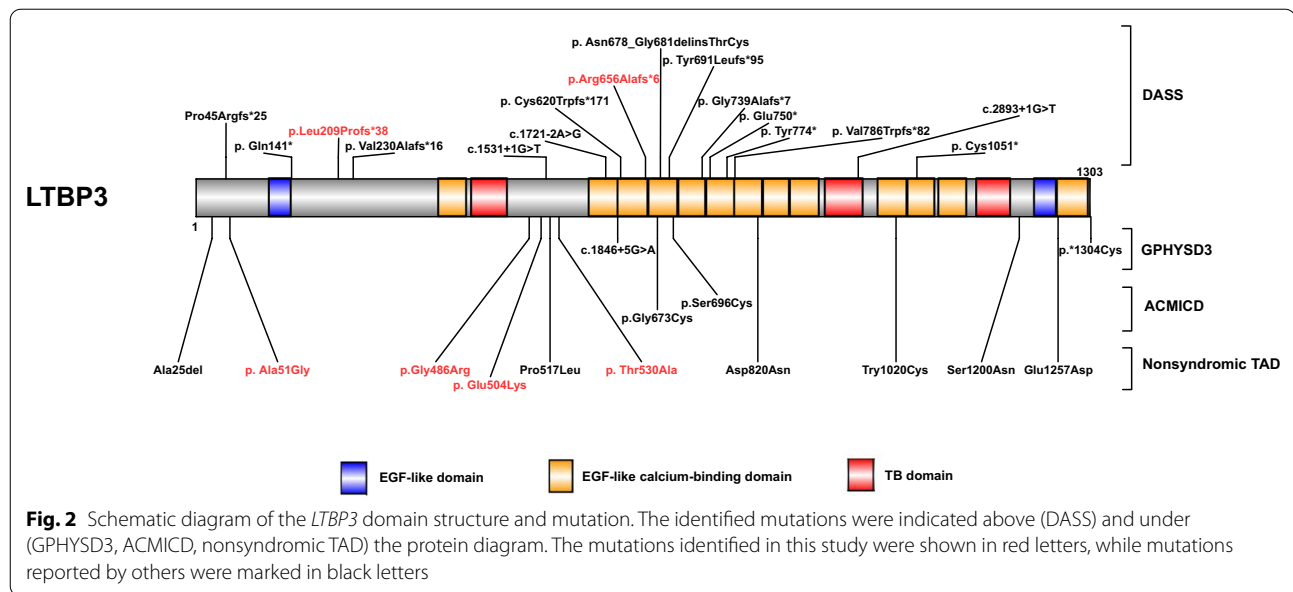 p. Asn678_Gly681delinsThrCys
p. Tyr691Leufs*95
p.Arg656Alafs*6
DASS
p. Cys620Trpfs*171
p. Gly739Alafs*7
c.2893+1G>T
Pro45Argfs*25
p. Glu750*
p.Leu209Profs*38
c.1721-2A>G
p. Tyr774*
p. Val786Trpfs*82
p. Gln141*
p. Val230Alafs*16
c.1531+1G>T
p. Cys1051*
1303
LTBP3
1
c.1846+5G>A
p.*1304Cys
GPHYSD3
p.Ser696Cys
p.Gly673Cys
ACMICD
Ala25del
p. Ala51Gly
p.Gly486Arg
p. Glu504Lys
Pro517Leu
p. Thr530Ala
Asp820Asn
Try1020Cys
Ser1200Asn
Glu1257Asp
Nonsyndromic TAD
EGF-like domain
EGF-like calcium-binding domain
TB domain
Fig. 2 Schematic diagram of the LTBP3 domain structure and mutation. The identified mutations were indicated above (DASS) and under
(GPHYSD3, ACMICD, nonsyndromic TAD) the protein diagram. The mutations identified in this study were shown in red letters, while mutations
reported by others were marked in black letters